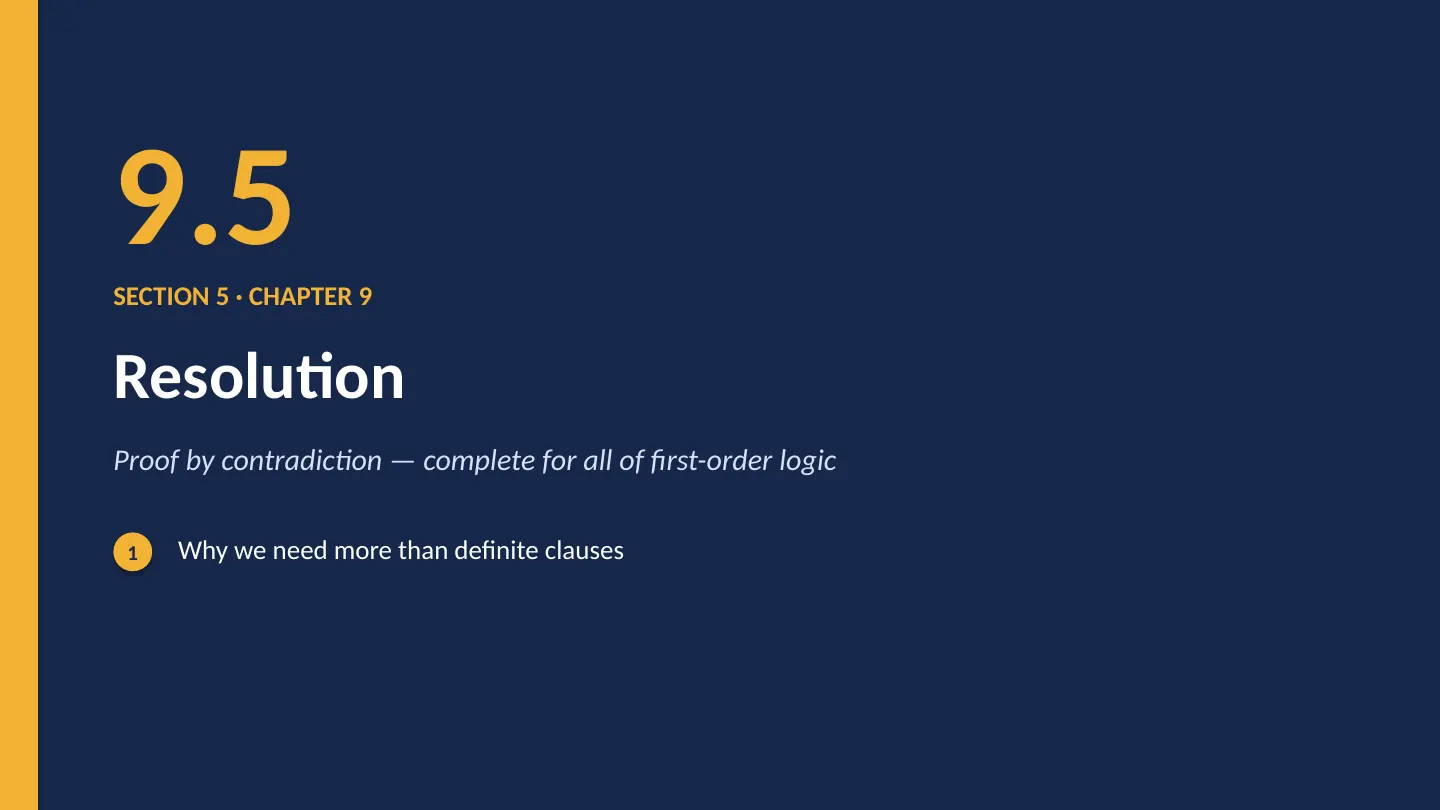 9.5
SECTION 5 · CHAPTER 9
Resolution
Proof by contradiction — complete for all of first-order logic
1 Why we need more than definite clauses